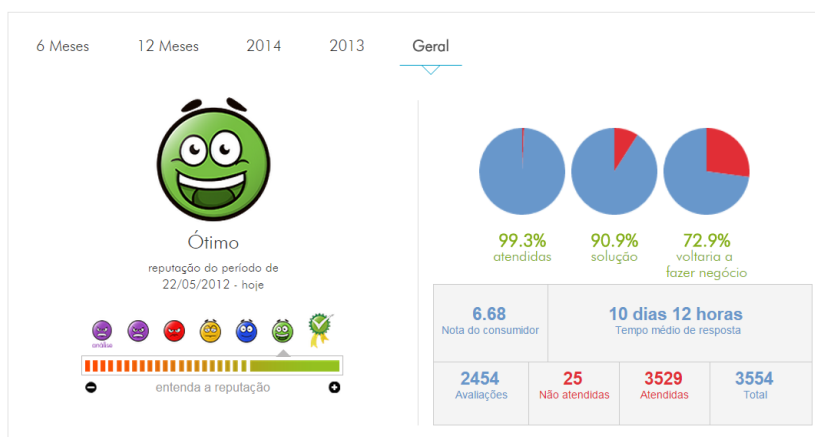 6 Meses
12 Meses
2014
2013
Geral
Ótimo
reputação do período de
22/05/2012 - hoje
análise
entenda a reputação
99.3%
atendidas
90.9%
solução
72.9%
voltaria a
fazer negócio
6.68
Nota do consumidor
10 dias 12 horas
Tempo médio de resposta
2454
Avaliações
25
Não atendidas
3529
Atendidas
3554
Total